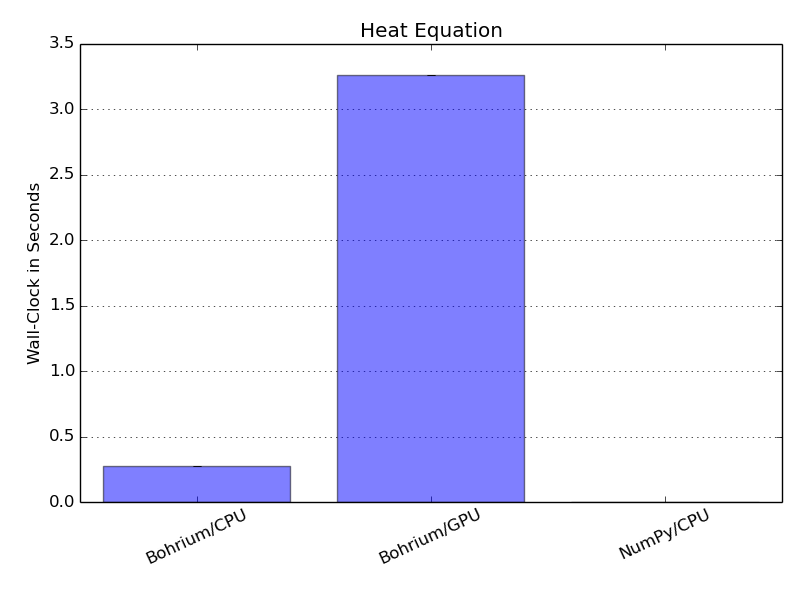 Heat Equation
3.5
3.0
2.5
2.0
1.5
1.0
0.5
0.0
Wall-Clock in Seconds
Bohrium/CPU
Bohrium/GPU
NumPy/CPU